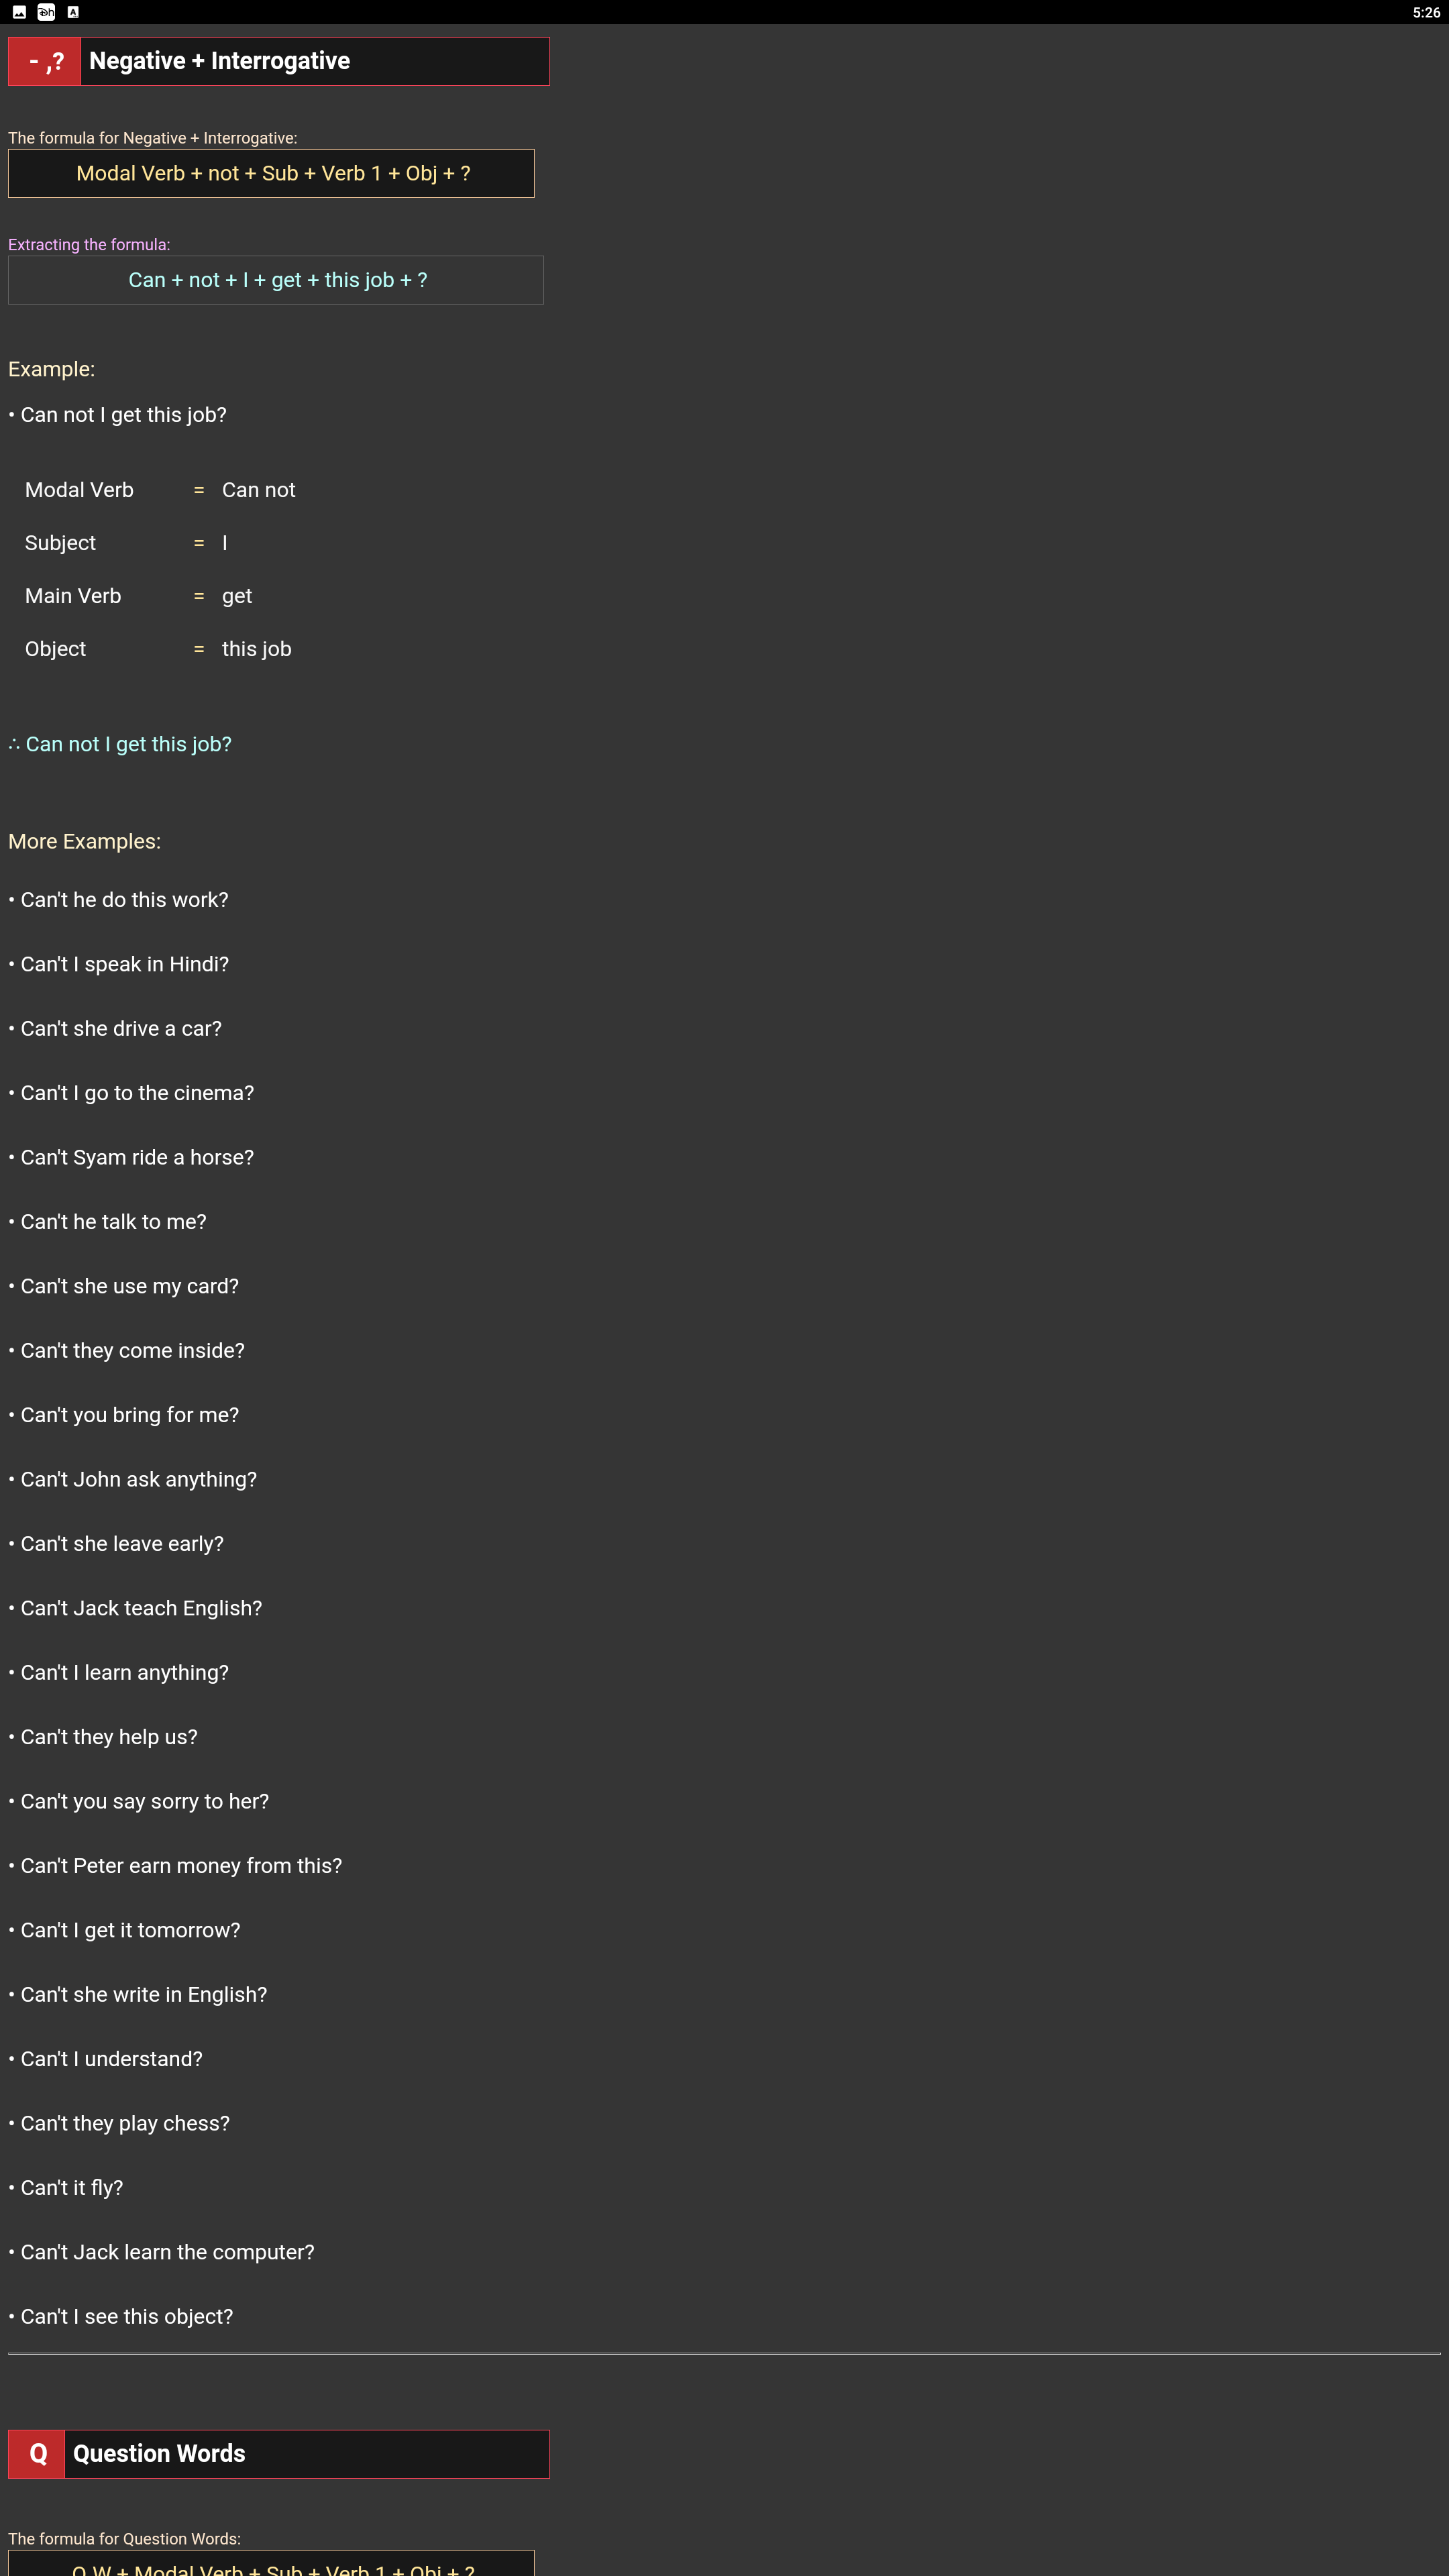 5:26
- ,? Negative + Interrogative
The formula for Negative + Interrogative:
Modal Verb + not + Sub + Verb 1 + Obj + ?
Extracting the formula:
Can + not + I + get + this job + ?
Example:
• Can not I get this job?
Modal Verb = Can not
Subject = I
Main Verb = get
Object = this job
∴ Can not I get this job?
More Examples:
• Can't he do this work?
• Can't I speak in Hindi?
• Can't she drive a car?
• Can't I go to the cinema?
• Can't Syam ride a horse?
• Can't he talk to me?
• Can't she use my card?
• Can't they come inside?
• Can't you bring for me?
• Can't John ask anything?
• Can't she leave early?
• Can't Jack teach English?
• Can't I learn anything?
• Can't they help us?
• Can't you say sorry to her?
• Can't Peter earn money from this?
• Can't I get it tomorrow?
• Can't she write in English?
• Can't I understand?
• Can't they play chess?
• Can't it fly?
• Can't Jack learn the computer?
• Can't I see this object?
Q Question Words
The formula for Question Words:
Q.W + Modal Verb + Sub + Verb 1 + Obj + ?